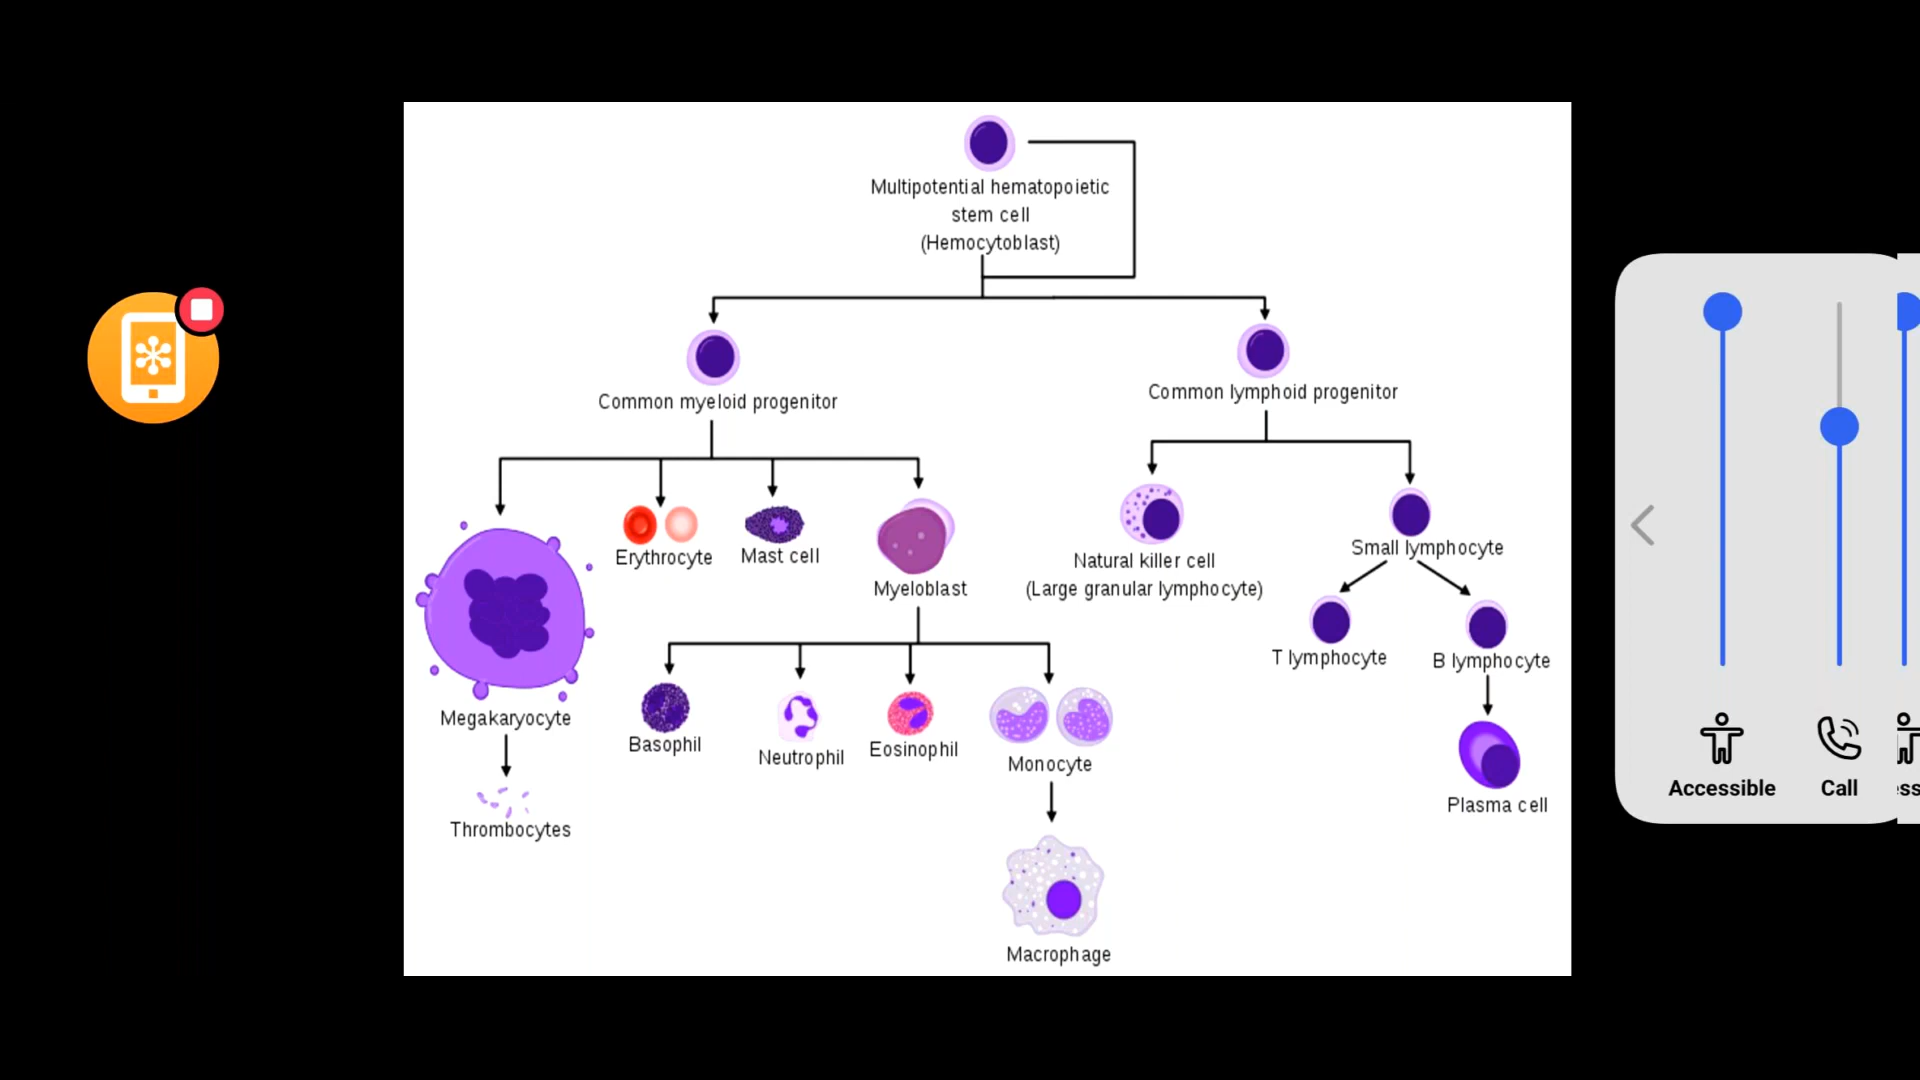 Multipotential hematopoietic
stem cell
(Hemocytoblast)
Common myeloid progenitor
Common lymphoid progenitor
Erythrocyte
Mast cell
Myeloblast
Natural killer cell
(Large granular lymphocyte)
Small lymphocyte
T lymphocyte
B lymphocyte
Megakaryocyte
Basophil
Neutrophil
Eosinophil
Monocyte
Plasma cell
Thrombocytes
Macrophage
Accessible
Call